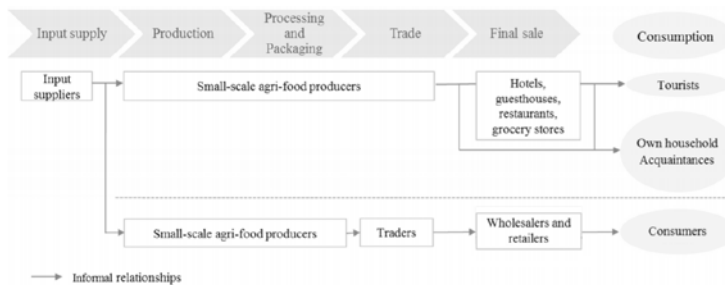 Input supply
Production
Processing
and
Packaging
Trade
Final sale
Consumption
Input
suppliers
Small-scale agri-food producers
Hotels,
guesthouses,
restaurants,
grocery stores
Tourists
Own household
Acquaintances
Small-scale agri-food producers
Traders
Wholesalers and
retailers
Consumers
Informal relationships